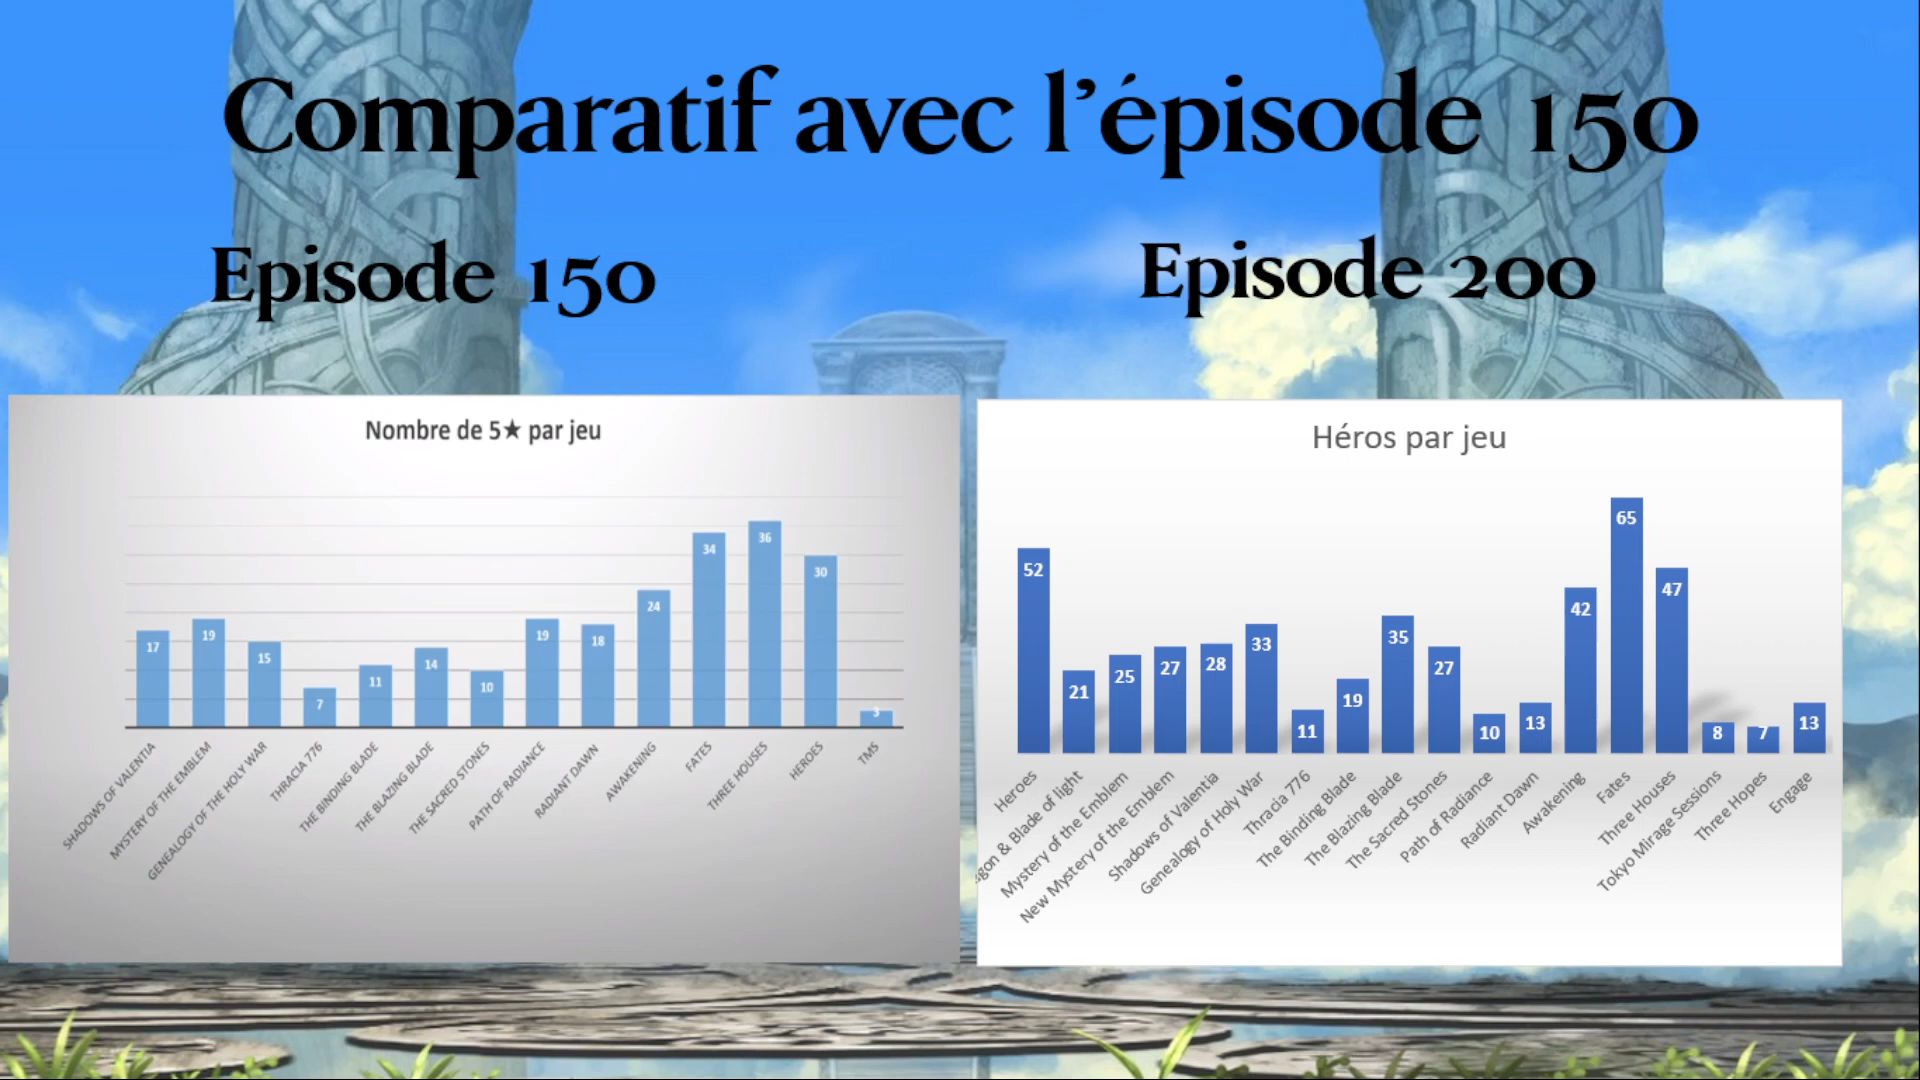 Comparatif avec l'épisode 150
Episode 150
Episode 200
Nombre de 5★ par jeu
17
19
15
7
11
14
10
19
18
24
34
36
30
3
SHADOWS OF VALENTIA
MYSTERY OF THE EMBLEM
GENEALOGY OF THE HOLY WAR
THRACIA 776
THE BINDING BLADE
THE BLAZING BLADE
THE SACRED STONES
PATH OF RADIANCE
RADIANT DAWN
AWAKENING
FATES
THREE HOUSES
HEROES
TMS
Héros par jeu
52
21
25
27
28
33
11
19
35
27
10
13
42
65
47
8
7
13
Heroes
& Blade of light
Mystery of the Emblem
New Mystery of the Emblem
Shadows of Valentia
Genealogy of Holy War
Thracia 776
The Binding Blade
The Blazing Blade
The Sacred Stones
Path of Radiance
Radiant Dawn
Awakening
Fates
Three Houses
Tokyo Mirage Sessions
Three Hopes
Engage